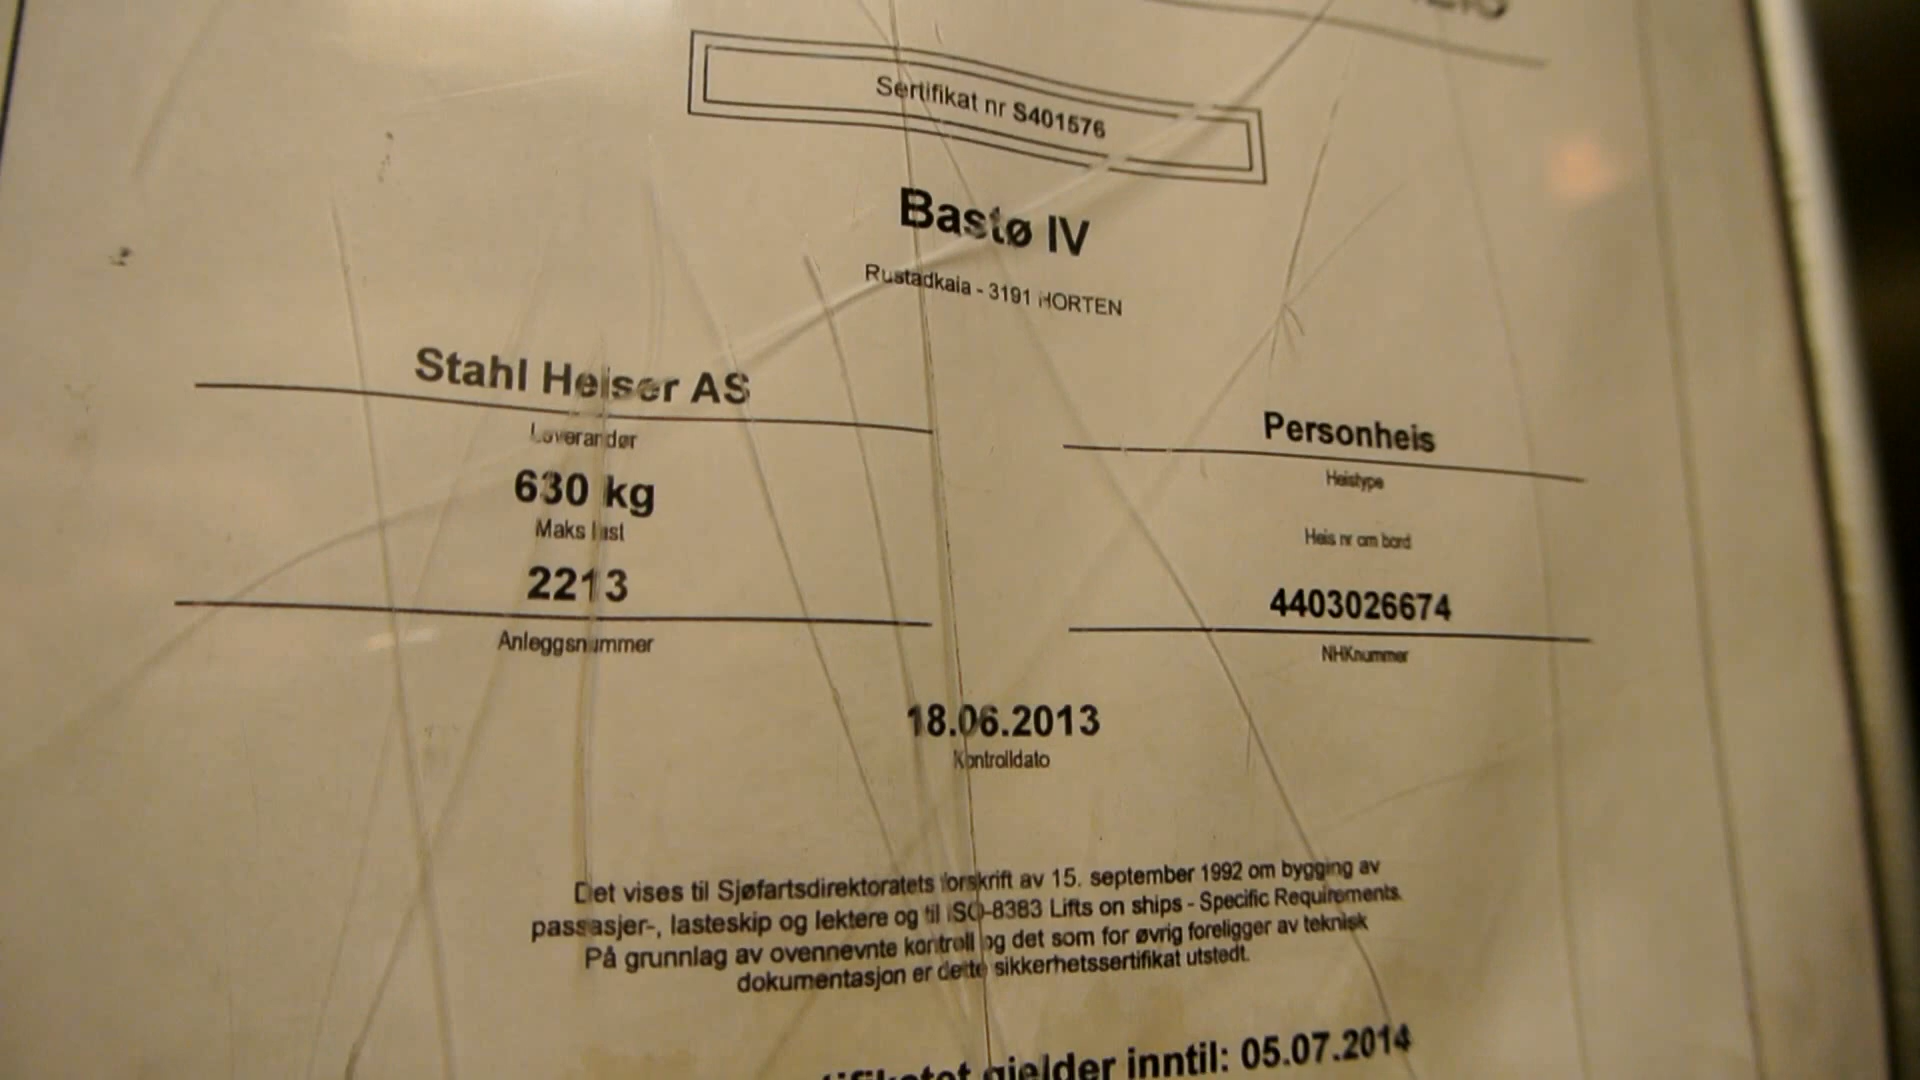 Sertifikat nr S401576
Bastø IV
Rustadkaia - 3191 HORTEN
Stahl Heiser AS
Leverandør
Personheis
Heistype
630 kg
Maks last
Heis nr om bord
2213
Anleggsnummer
4403026674
NHKnummer
18.06.2013
Kontrolldato
Det vises til Sjøfartsdirektoratets forskrift av 15. september 1992 om bygging av
passasjer-, lasteskip og lektere og til ISO-8383 Lifts on ships - Specific Requirements.
På grunnlag av ovennevnte kontroll og det som for øvrig foreligger av teknisk
dokumentasjon er dette sikkerhetssertifikat utstedt.
gjelder inntil: 05.07.2014